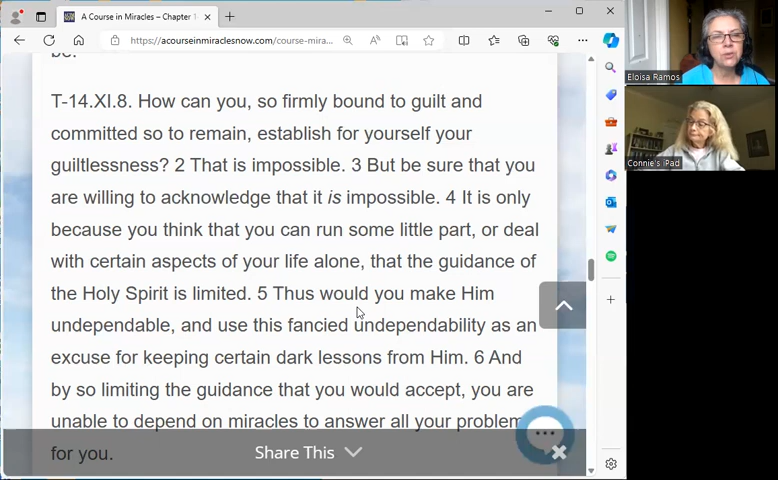 A Course in Miracles – Chapter 1
https://acourseinmiraclesnow.com/course-mira...
be.
T-14.XI.8. How can you, so firmly bound to guilt and
committed so to remain, establish for yourself your
guiltlessness? 2 That is impossible. 3 But be sure that you
are willing to acknowledge that it is impossible. 4 It is only
because you think that you can run some little part, or deal
with certain aspects of your life alone, that the guidance of
the Holy Spirit is limited. 5 Thus would you make Him
undependable, and use this fancied undependability as an
excuse for keeping certain dark lessons from Him. 6 And
by so limiting the guidance that you would accept, you are
unable to depend on miracles to answer all your problem
for you.
Share This
Eloisa Ramos
Connie's iPad